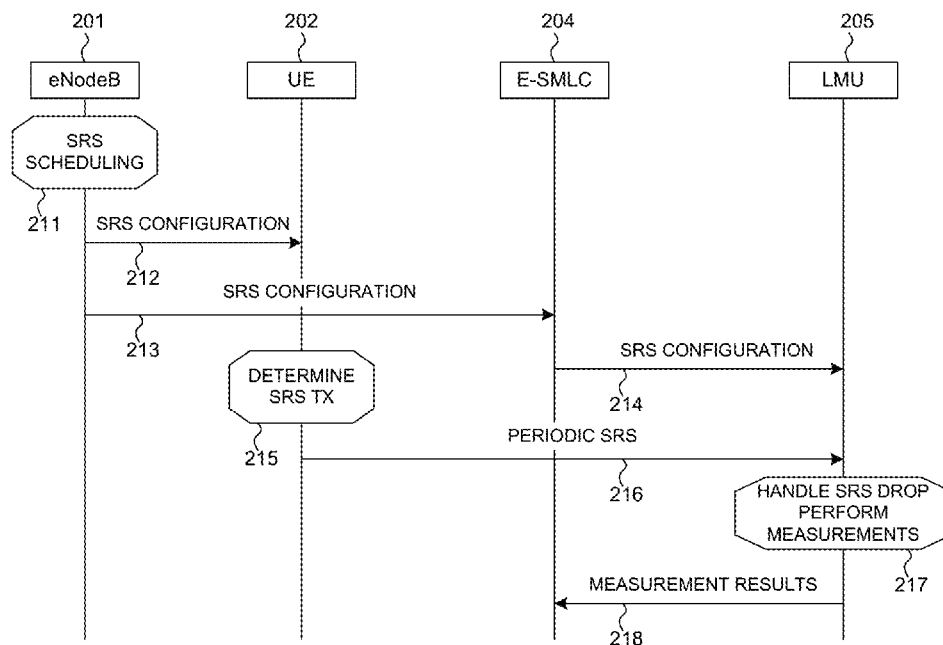 201
202
204
205
eNodeB
UE
E-SMLC
LMU
SRS
SCHEDULING
211
SRS CONFIGURATION
212
SRS CONFIGURATION
213
SRS CONFIGURATION
214
DETERMINE
SRS TX
215
PERIODIC SRS
216
HANDLE SRS DROP
PERFORM
MEASUREMENTS
217
MEASUREMENT RESULTS
218